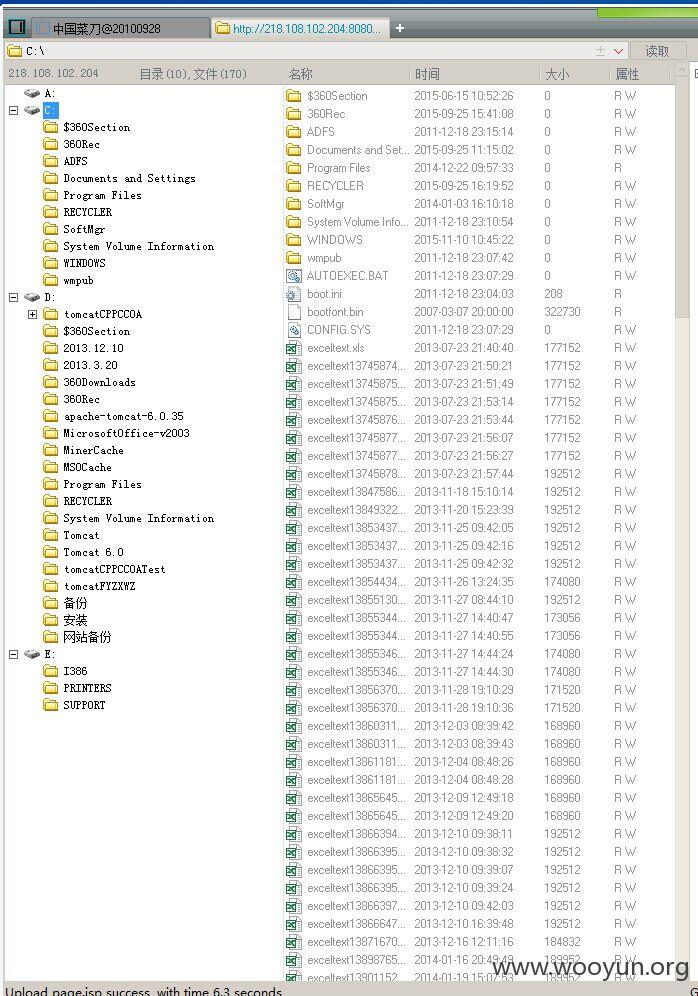 中国菜刀@20100928 http://218.108.102.204:8080... +
C:\ 读取
218.108.102.204 目录(10),文件(170) 名称 时间 大小 属性
A:
C:
$360Section
360Rec
ADFS
Documents and Settings
Program Files
RECYCLER
SoftMgr
System Volume Information
WINDOWS
wmpub
D:
tomcatCPPCCOA
$360Section
2013.12.10
2013.3.20
360Downloads
360Rec
apache-tomcat-6.0.35
MicrosoftOffice-v2003
MinerCache
MSOCache
Program Files
RECYCLER
System Volume Information
Tomcat
Tomcat 6.0
tomcatCPPCCOATest
tomcatFYZXWZ
备份
安装
网站备份
E:
I386
PRINTERS
SUPPORT
$360Section 2015-06-15 10:52:26 0 R W
360Rec 2015-09-25 15:41:08 0 R W
ADFS 2011-12-18 23:15:14 0 R W
Documents and Set... 2015-09-25 11:15:02 0 R W
Program Files 2014-12-22 09:57:33 0 R
RECYCLER 2015-09-25 16:19:52 0 R W
SoftMgr 2014-01-03 16:10:18 0 R W
System Volume Info... 2011-12-18 23:10:54 0 R W
WINDOWS 2015-11-10 10:45:22 0 R W
wmpub 2011-12-18 23:07:42 0 R W
AUTOEXEC.BAT 2011-12-18 23:07:29 0 R W
boot.ini 2011-12-18 23:04:03 208 R
bootfont.bin 2007-03-07 20:00:00 322730 R
CONFIG.SYS 2011-12-18 23:07:29 0 R W
exceltext.xls 2013-07-23 21:40:40 177152 R W
exceltext13745874... 2013-07-23 21:50:21 177152 R W
exceltext13745875... 2013-07-23 21:51:49 177152 R W
exceltext13745875... 2013-07-23 21:53:14 177152 R W
exceltext13745876... 2013-07-23 21:53:44 177152 R W
exceltext13745877... 2013-07-23 21:56:07 177152 R W
exceltext13745877... 2013-07-23 21:56:27 177152 R W
exceltext13745878... 2013-07-23 21:57:44 192512 R W
exceltext13847586... 2013-11-18 15:10:14 192512 R W
exceltext13849322... 2013-11-20 15:23:39 192512 R W
exceltext13853437... 2013-11-25 09:42:05 192512 R W
exceltext13853437... 2013-11-25 09:42:16 192512 R W
exceltext13853437... 2013-11-25 09:42:32 192512 R W
exceltext13854434... 2013-11-26 13:24:35 174080 R W
exceltext13855130... 2013-11-27 08:44:10 192512 R W
exceltext13855344... 2013-11-27 14:40:47 173056 R W
exceltext13855344... 2013-11-27 14:40:55 173056 R W
exceltext13855346... 2013-11-27 14:44:24 174080 R W
exceltext13855346... 2013-11-27 14:44:30 174080 R W
exceltext13856370... 2013-11-28 19:10:29 171520 R W
exceltext13856370... 2013-11-28 19:10:36 171520 R W
exceltext13860311... 2013-12-03 08:39:42 168960 R W
exceltext13860311... 2013-12-03 08:39:43 168960 R W
exceltext13861181... 2013-12-04 08:48:26 168960 R W
exceltext13861181... 2013-12-04 08:48:28 168960 R W
exceltext13865645... 2013-12-09 12:49:18 168960 R W
exceltext13865645... 2013-12-09 12:49:20 168960 R W
exceltext13866394... 2013-12-10 09:38:11 192512 R W
exceltext13866395... 2013-12-10 09:38:32 192512 R W
exceltext13866395... 2013-12-10 09:39:07 192512 R W
exceltext13866395... 2013-12-10 09:39:24 192512 R W
exceltext13866397... 2013-12-10 09:42:03 192512 R W
exceltext13866647... 2013-12-10 16:39:48 192512 R W
exceltext13871670... 2013-12-16 12:11:16 184832 R W
exceltext13898765... 2014-01-16 20:49:49 189952 R W
exceltext13901152... 2014-01-19 15:07:53 189952 R W
www.wooyun.org
Upload page.jsp success, with time 6.3 seconds